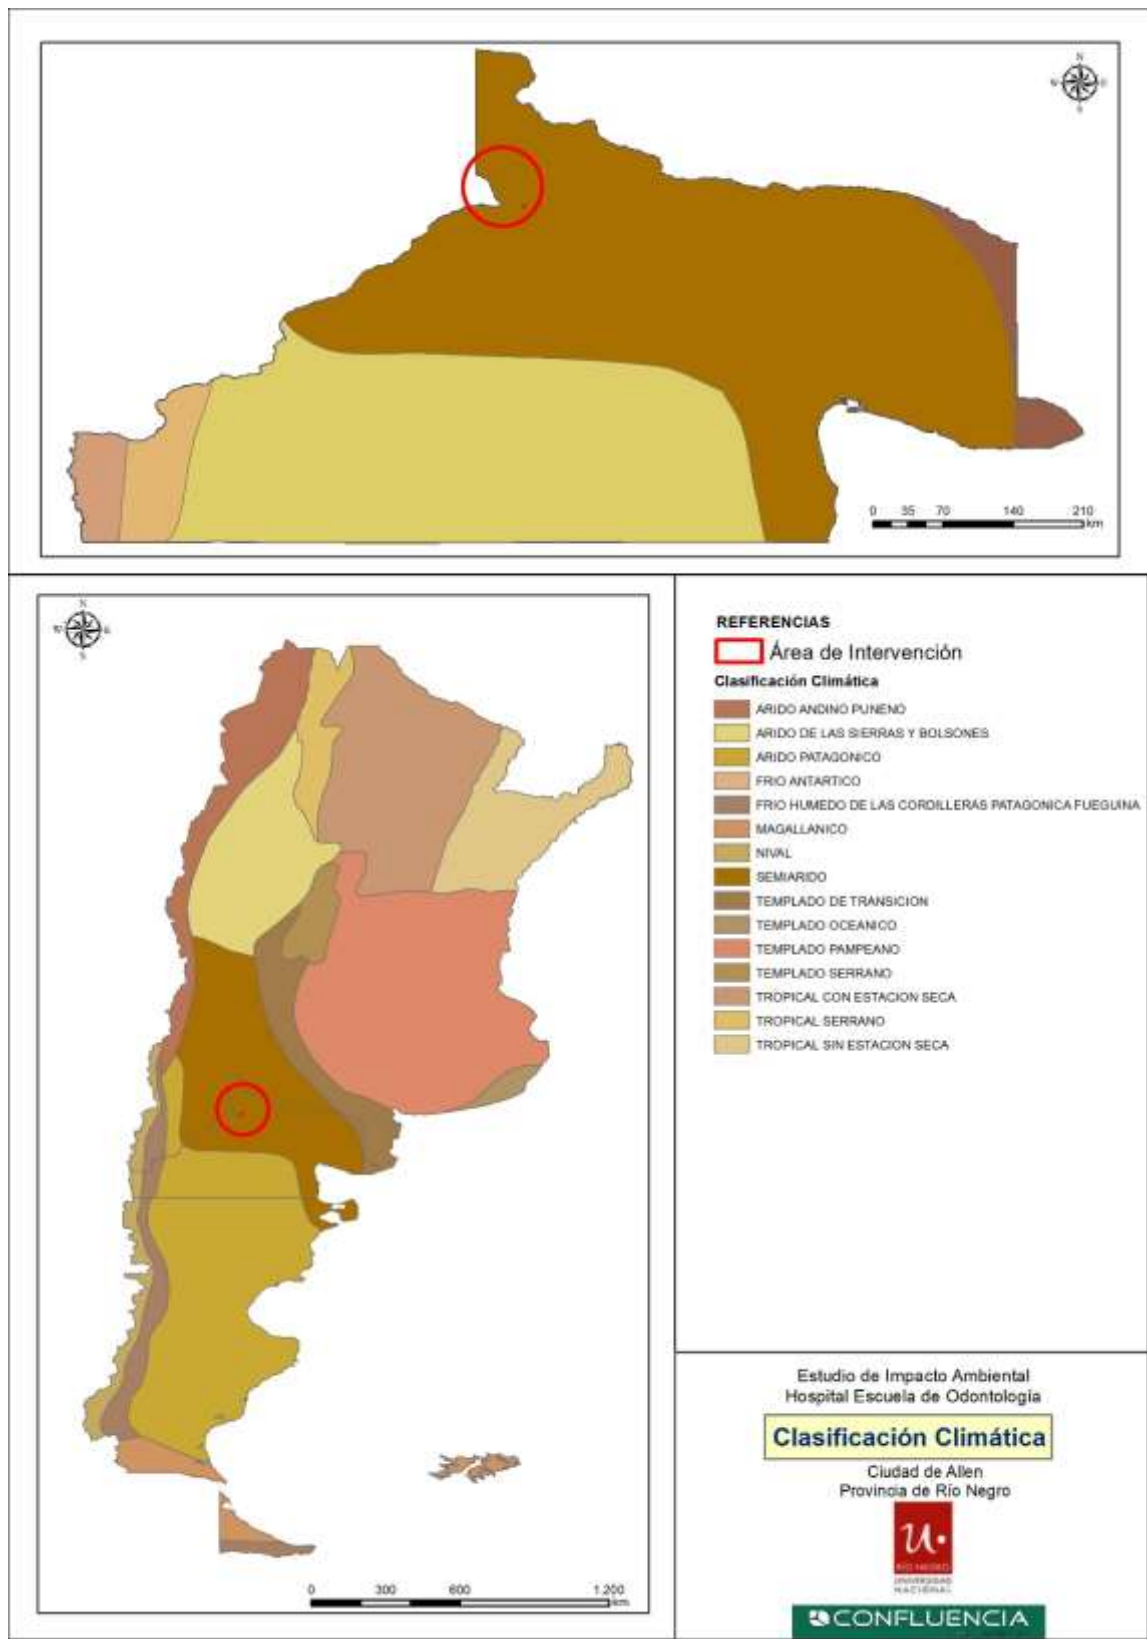 N
W E
S
0 35 70 140 210
km
N
W E
S
0 300 600 1.200
km
REFERENCIAS
Área de Intervención
Clasificación Climática
ARIDO ANDINO PUNENO
ARIDO DE LAS SIERRAS Y BOLSONES
ARIDO PATAGONICO
FRIO ANTARTICO
FRIO HUMEDO DE LAS CORDILLERAS PATAGONICA FUEGUINA
MAGALLANICO
NIVAL
SEMIARIDO
TEMPLADO DE TRANSICION
TEMPLADO OCEANICO
TEMPLADO PAMPEANO
TEMPLADO SERRANO
TROPICAL CON ESTACION SECA
TROPICAL SERRANO
TROPICAL SIN ESTACION SECA
Estudio de Impacto Ambiental
Hospital Escuela de Odontología
Clasificación Climática
Ciudad de Allen
Provincia de Río Negro
u.
RÍO NEGRO
UNIVERSIDAD
NACIONAL
CONFLUENCIA